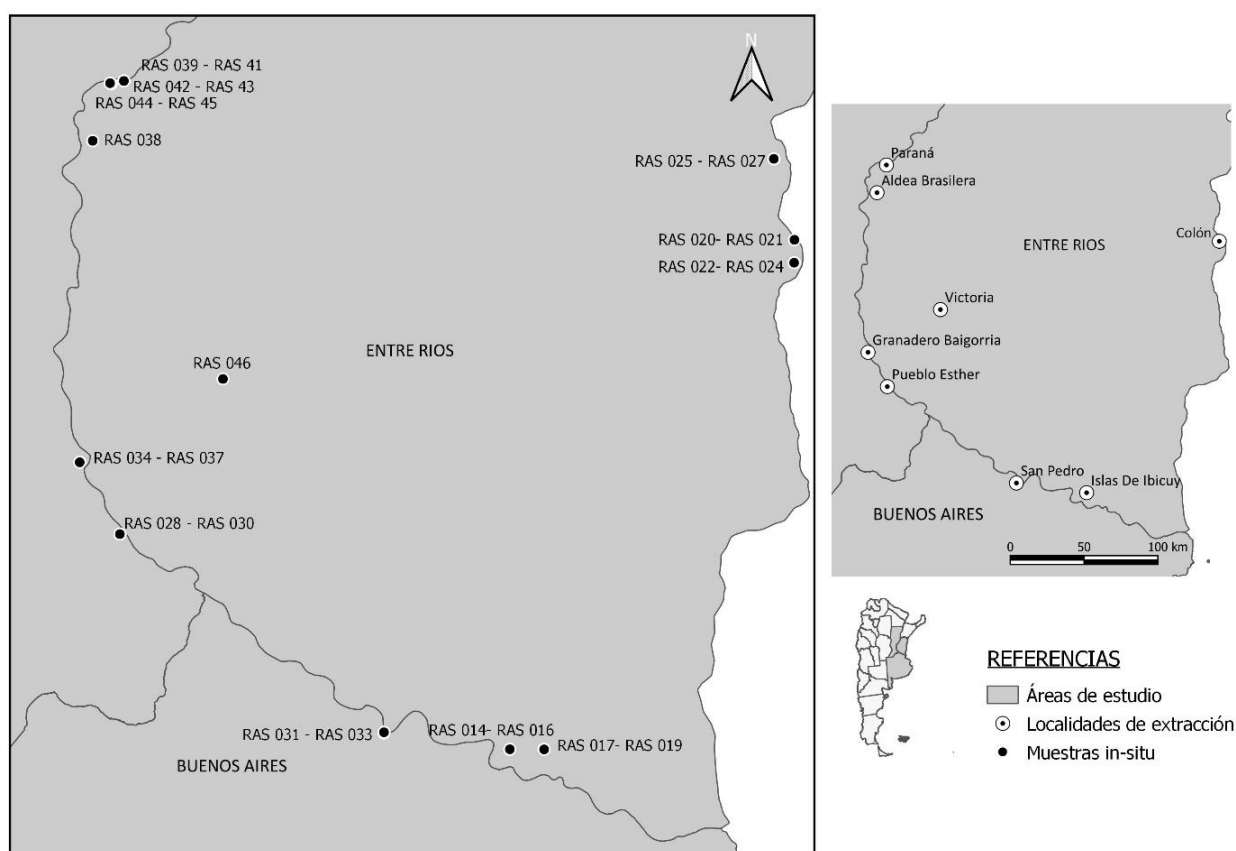 N
RAS 039 - RAS 41
RAS 042 - RAS 43
RAS 044 - RAS 45
RAS 038
RAS 025 - RAS 027
RAS 020- RAS 021
RAS 022- RAS 024
ENTRE RIOS
RAS 046
RAS 034 - RAS 037
RAS 028 - RAS 030
RAS 031 - RAS 033
RAS 014- RAS 016
RAS 017- RAS 019
BUENOS AIRES
Paraná
Aldea Brasilera
Colón
ENTRE RIOS
Victoria
Granadero Baigorria
Pueblo Esther
San Pedro
Islas De Ibicuy
BUENOS AIRES
0 50 100 km
REFERENCIAS
Áreas de estudio
Localidades de extracción
Muestras in-situ